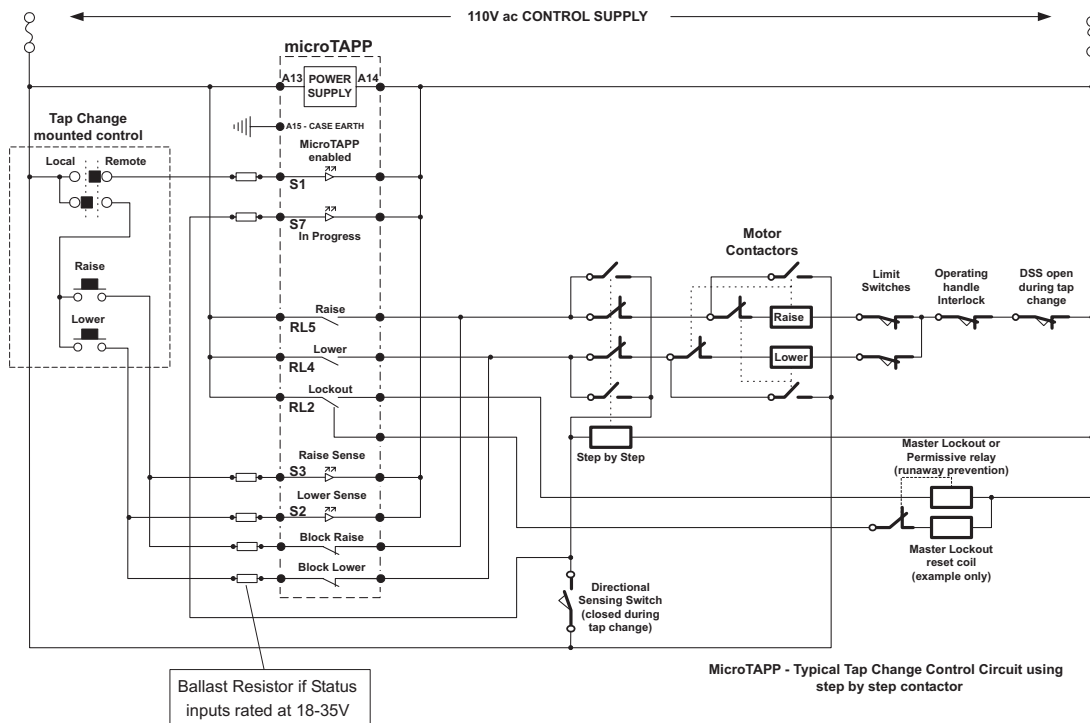 110V ac CONTROL SUPPLY
microTAPP
A13
POWER
SUPPLY
A14
A15 - CASE EARTH
Tap Change
mounted control
Local
Remote
MicroTAPP
enabled
S1
S7
In Progress
Raise
Lower
Raise
RL5
Lower
RL4
Lockout
RL2
Raise Sense
S3
Lower Sense
S2
Block Raise
Block Lower
Motor
Contactors
Raise
Lower
Limit
Switches
Operating
handle
Interlock
DSS open
during tap
change
Step by Step
Master Lockout or
Permissive relay
(runaway prevention)
Master Lockout
reset coil
(example only)
Directional
Sensing Switch
(closed during
tap change)
Ballast Resistor if Status
inputs rated at 18-35V
MicroTAPP - Typical Tap Change Control Circuit using
step by step contactor